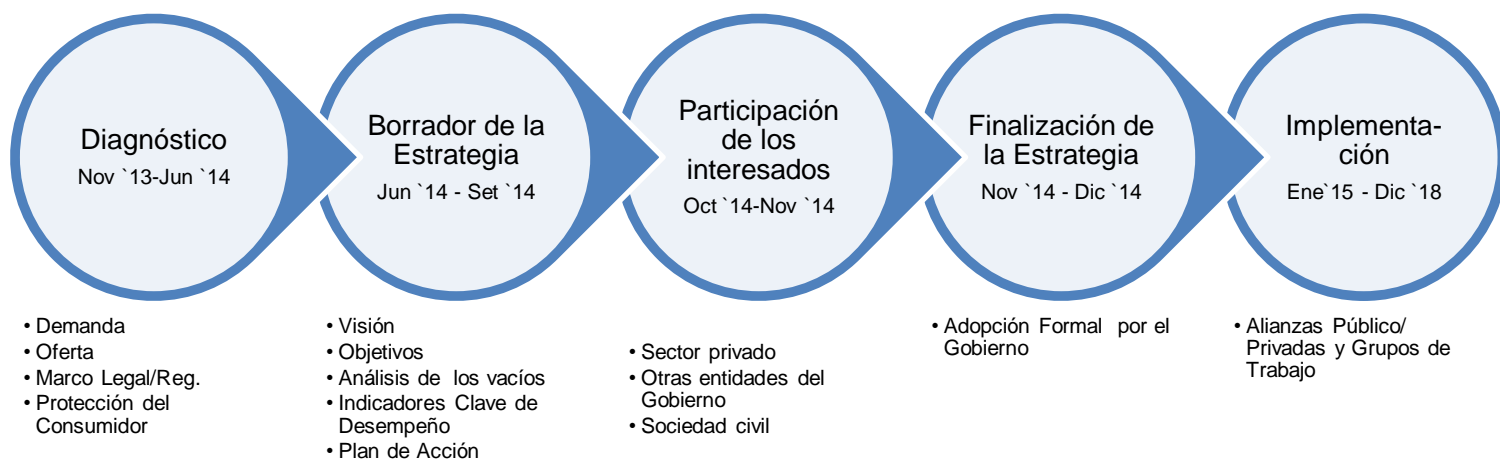 Diagnóstico
Nov `13-Jun `14
• Demanda
• Oferta
• Marco Legal/Reg.
• Protección del
Consumidor
Borrador de la
Estrategia
Jun `14 - Set `14
• Visión
• Objetivos
• Análisis de los vacíos
• Indicadores Clave de
Desempeño
• Plan de Acción
Participación
de los
interesados
Oct `14-Nov `14
• Sector privado
• Otras entidades del
Gobierno
• Sociedad civil
Finalización de
la Estrategia
Nov `14 - Dic `14
• Adopción Formal por el
Gobierno
Implementa-
ción
Ene`15 - Dic `18
• Alianzas Público/
Privadas y Grupos de
Trabajo